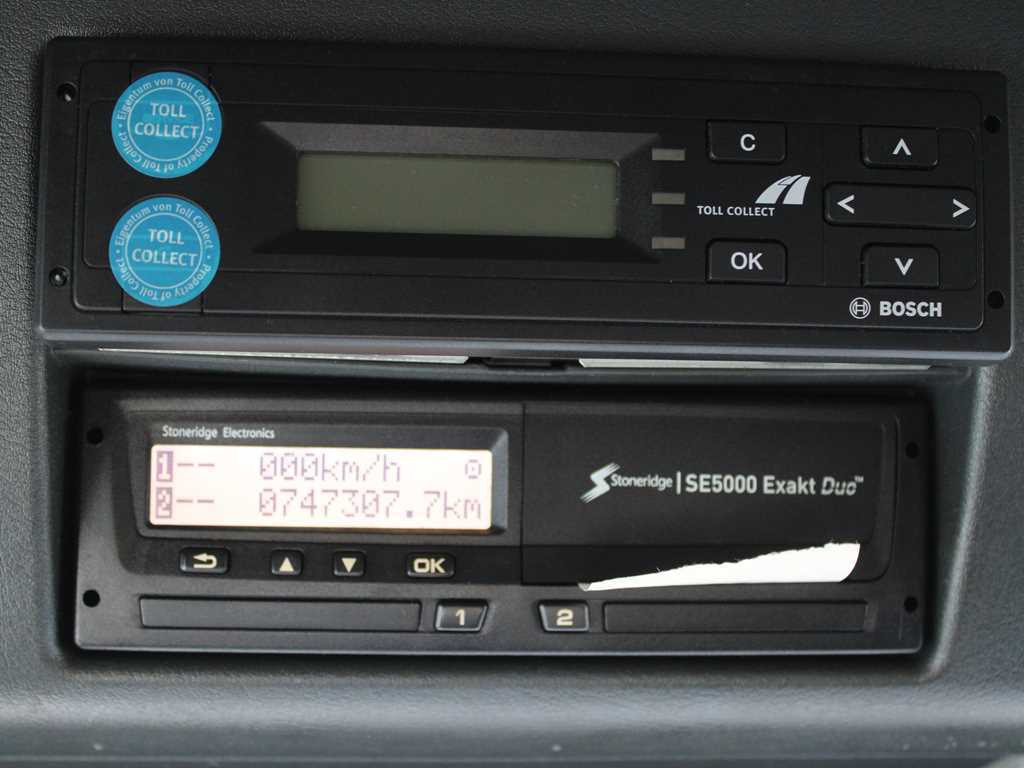 Eigentum von Toll Collect • Property of Toll Collect •
TOLL
COLLECT
Eigentum von Toll Collect • Property of Toll Collect •
TOLL
COLLECT
C
TOLL COLLECT
OK
BOSCH
Stoneridge Electronics
1-- 000km/h
2-- 0747307.7km
Stoneridge | SE5000 Exakt Duo™
OK
1
2